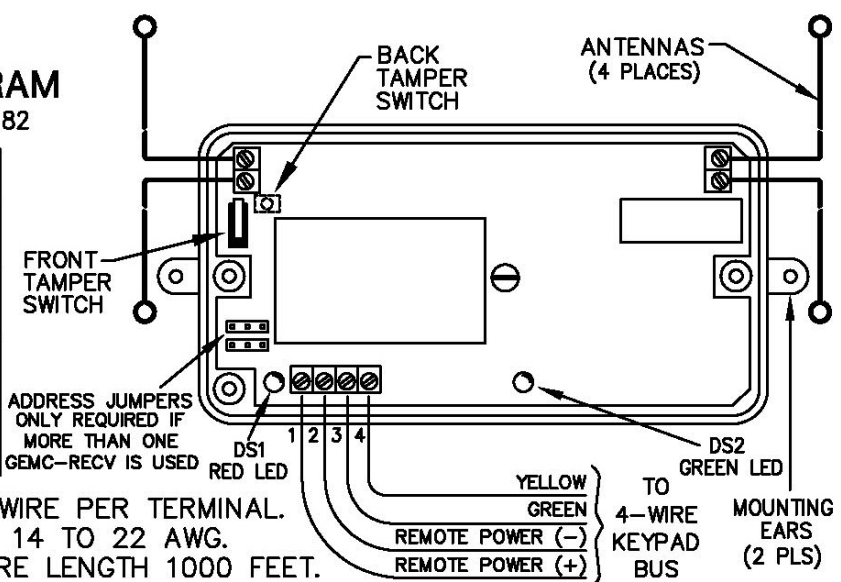 RAM
82
BACK
TAMPER
SWITCH
ANTENNAS
(4 PLACES)
FRONT
TAMPER
SWITCH
ADDRESS JUMPERS
ONLY REQUIRED IF
MORE THAN ONE
GEMC-RECV IS USED
DS1
RED LED
1 2 3 4
DS2
GREEN LED
YELLOW
GREEN
REMOTE POWER (-)
REMOTE POWER (+)
TO
4-WIRE
KEYPAD
BUS
MOUNTING
EARS
(2 PLS)
WIRE PER TERMINAL.
14 TO 22 AWG.
RE LENGTH 1000 FEET.